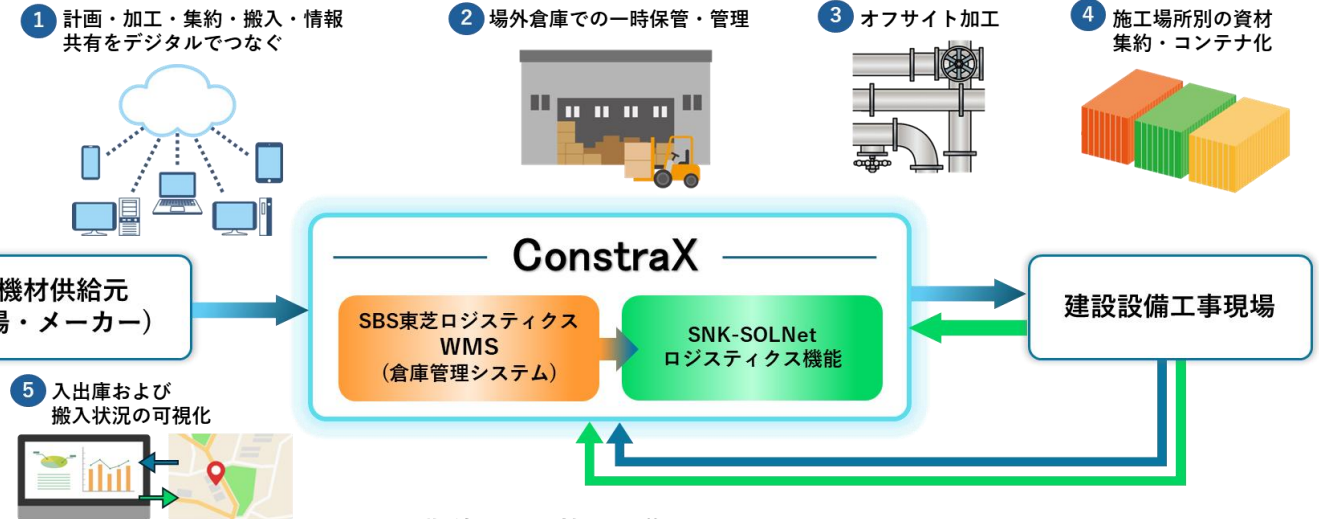 1 計画・加工・集約・搬入・情報
共有をデジタルでつなぐ
2 場外倉庫での一時保管・管理
3 オフサイト加工
4 施工場所別の資材
集約・コンテナ化
ConstraX
機材供給元
・メーカー)
SBS東芝ロジスティクス
WMS
(倉庫管理システム)
SNK-SOLNet
ロジスティクス機能
建設設備工事現場
5 入出庫および
搬入状況の可視化